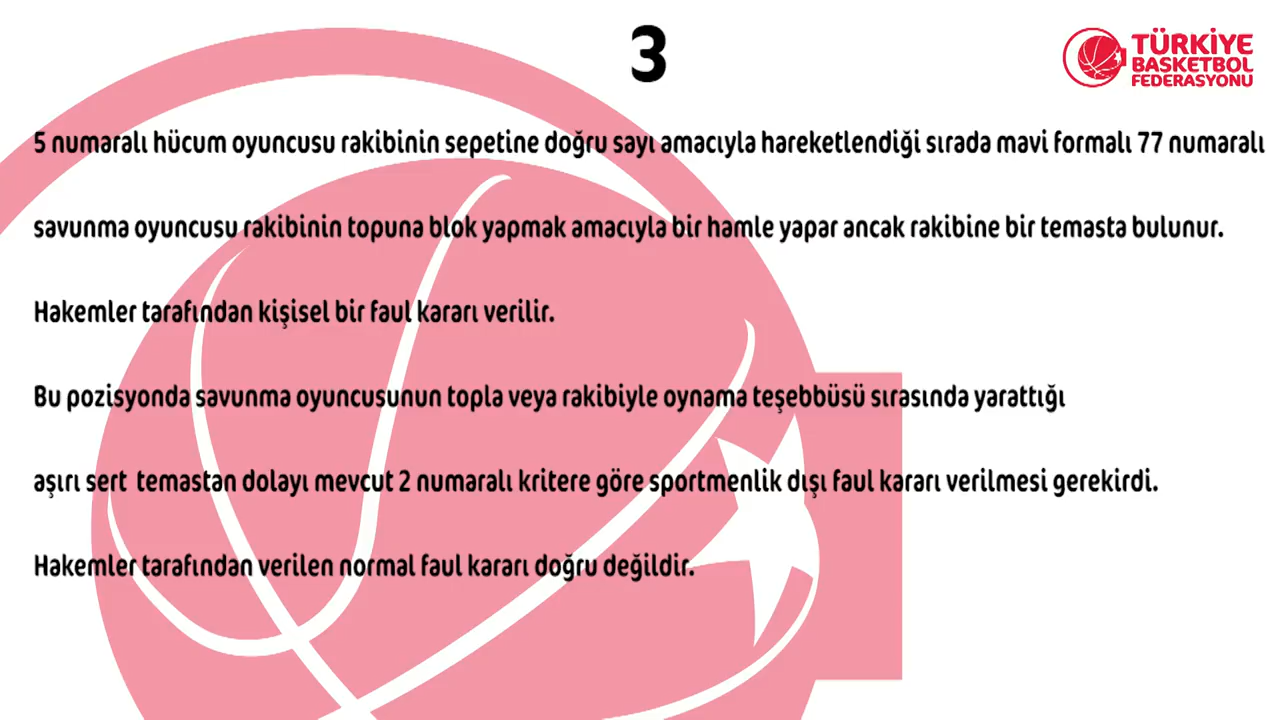 3
TÜRKİYE
BASKETBOL
FEDERASYONU
5 numaralı hücum oyuncusu rakibinin sepetine doğru sayı amacıyla hareketlendiği sırada mavi formalı 77 numaralı
savunma oyuncusu rakibinin topuna blok yapmak amacıyla bir hamle yapar ancak rakibine bir temasta bulunur.
Hakemler tarafından kişisel bir faul kararı verilir.
Bu pozisyonda savunma oyuncusunun topla veya rakibiyle oynama teşebbüsü sırasında yarattığı
aşırı sert temastan dolayı mevcut 2 numaralı kritere göre sportmenlik dışı faul kararı verilmesi gerekirdi.
Hakemler tarafından verilen normal faul kararı doğru değildir.